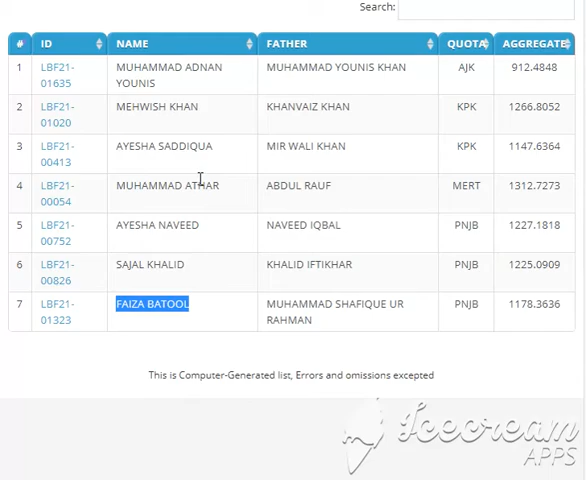 Search:
# ID NAME FATHER QUOTA AGGREGATE
1 LBF21- MUHAMMAD ADNAN MUHAMMAD YOUNIS KHAN AJK 912.4848
01635 YOUNIS
2 LBF21- MEHWISH KHAN KHANVAIZ KHAN KPK 1266.8052
01020
3 LBF21- AYESHA SADDIQUA MIR WALI KHAN KPK 1147.6364
00413
4 LBF21- MUHAMMAD ATHAR ABDUL RAUF MERT 1312.7273
00054
5 LBF21- AYESHA NAVEED NAVEED IQBAL PNJB 1227.1818
00752
6 LBF21- SAJAL KHALID KHALID IFTIKHAR PNJB 1225.0909
00826
7 LBF21- FAIZA BATOOL MUHAMMAD SHAFIQUE UR PNJB 1178.3636
01323 RAHMAN
This is Computer-Generated list, Errors and omissions excepted
Icecream
APPS